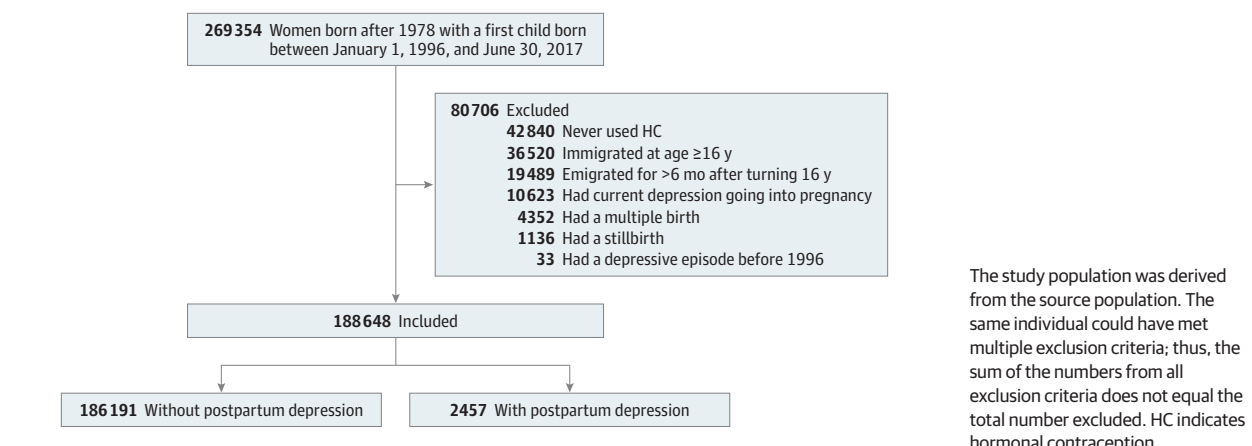 269354 Women born after 1978 with a first child born
between January 1, 1996, and June 30, 2017
80706 Excluded
42840 Never used HC
36520 Immigrated at age ≥16 y
19489 Emigrated for >6 mo after turning 16 y
10623 Had current depression going into pregnancy
4352 Had a multiple birth
1136 Had a stillbirth
33 Had a depressive episode before 1996
188648 Included
186191 Without postpartum depression
2457 With postpartum depression
The study population was derived
from the source population. The
same individual could have met
multiple exclusion criteria; thus, the
sum of the numbers from all
exclusion criteria does not equal the
total number excluded. HC indicates
hormonal contraception